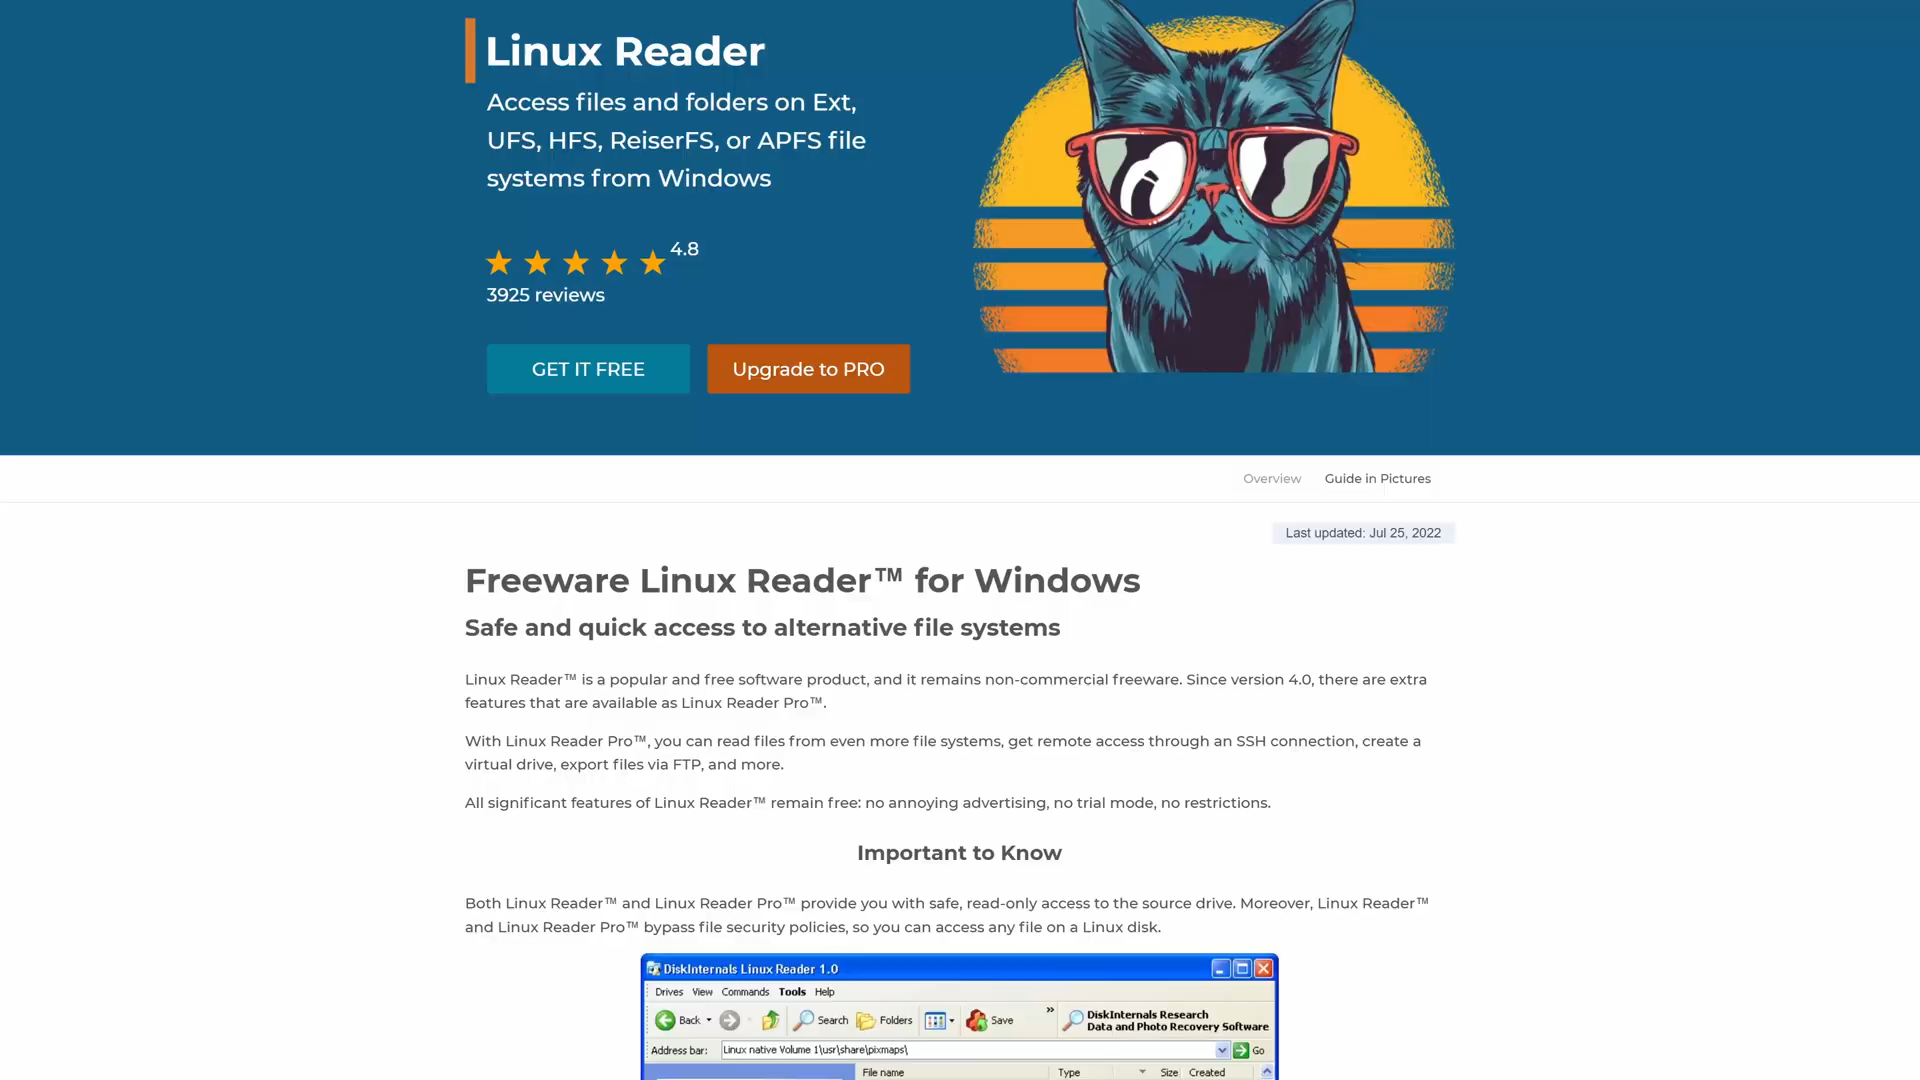 Linux Reader
Access files and folders on Ext,
UFS, HFS, ReiserFS, or APFS file
systems from Windows
4.8
3925 reviews
GET IT FREE
Upgrade to PRO
Overview
Guide in Pictures
Last updated: Jul 25, 2022
Freeware Linux Reader™ for Windows
Safe and quick access to alternative file systems
Linux Reader™ is a popular and free software product, and it remains non-commercial freeware. Since version 4.0, there are extra
features that are available as Linux Reader Pro™.
With Linux Reader Pro™, you can read files from even more file systems, get remote access through an SSH connection, create a
virtual drive, export files via FTP, and more.
All significant features of Linux Reader™ remain free: no annoying advertising, no trial mode, no restrictions.
Important to Know
Both Linux Reader™ and Linux Reader Pro™ provide you with safe, read-only access to the source drive. Moreover, Linux Reader™
and Linux Reader Pro™ bypass file security policies, so you can access any file on a Linux disk.
DiskInternals Linux Reader 1.0
Drives View Commands Tools Help
Back Search Folders Save »
DiskInternals Research
Data and Photo Recovery Software
Address bar: Linux native Volume 1\usr\share\pixmaps\ Go
File name Type Size Created